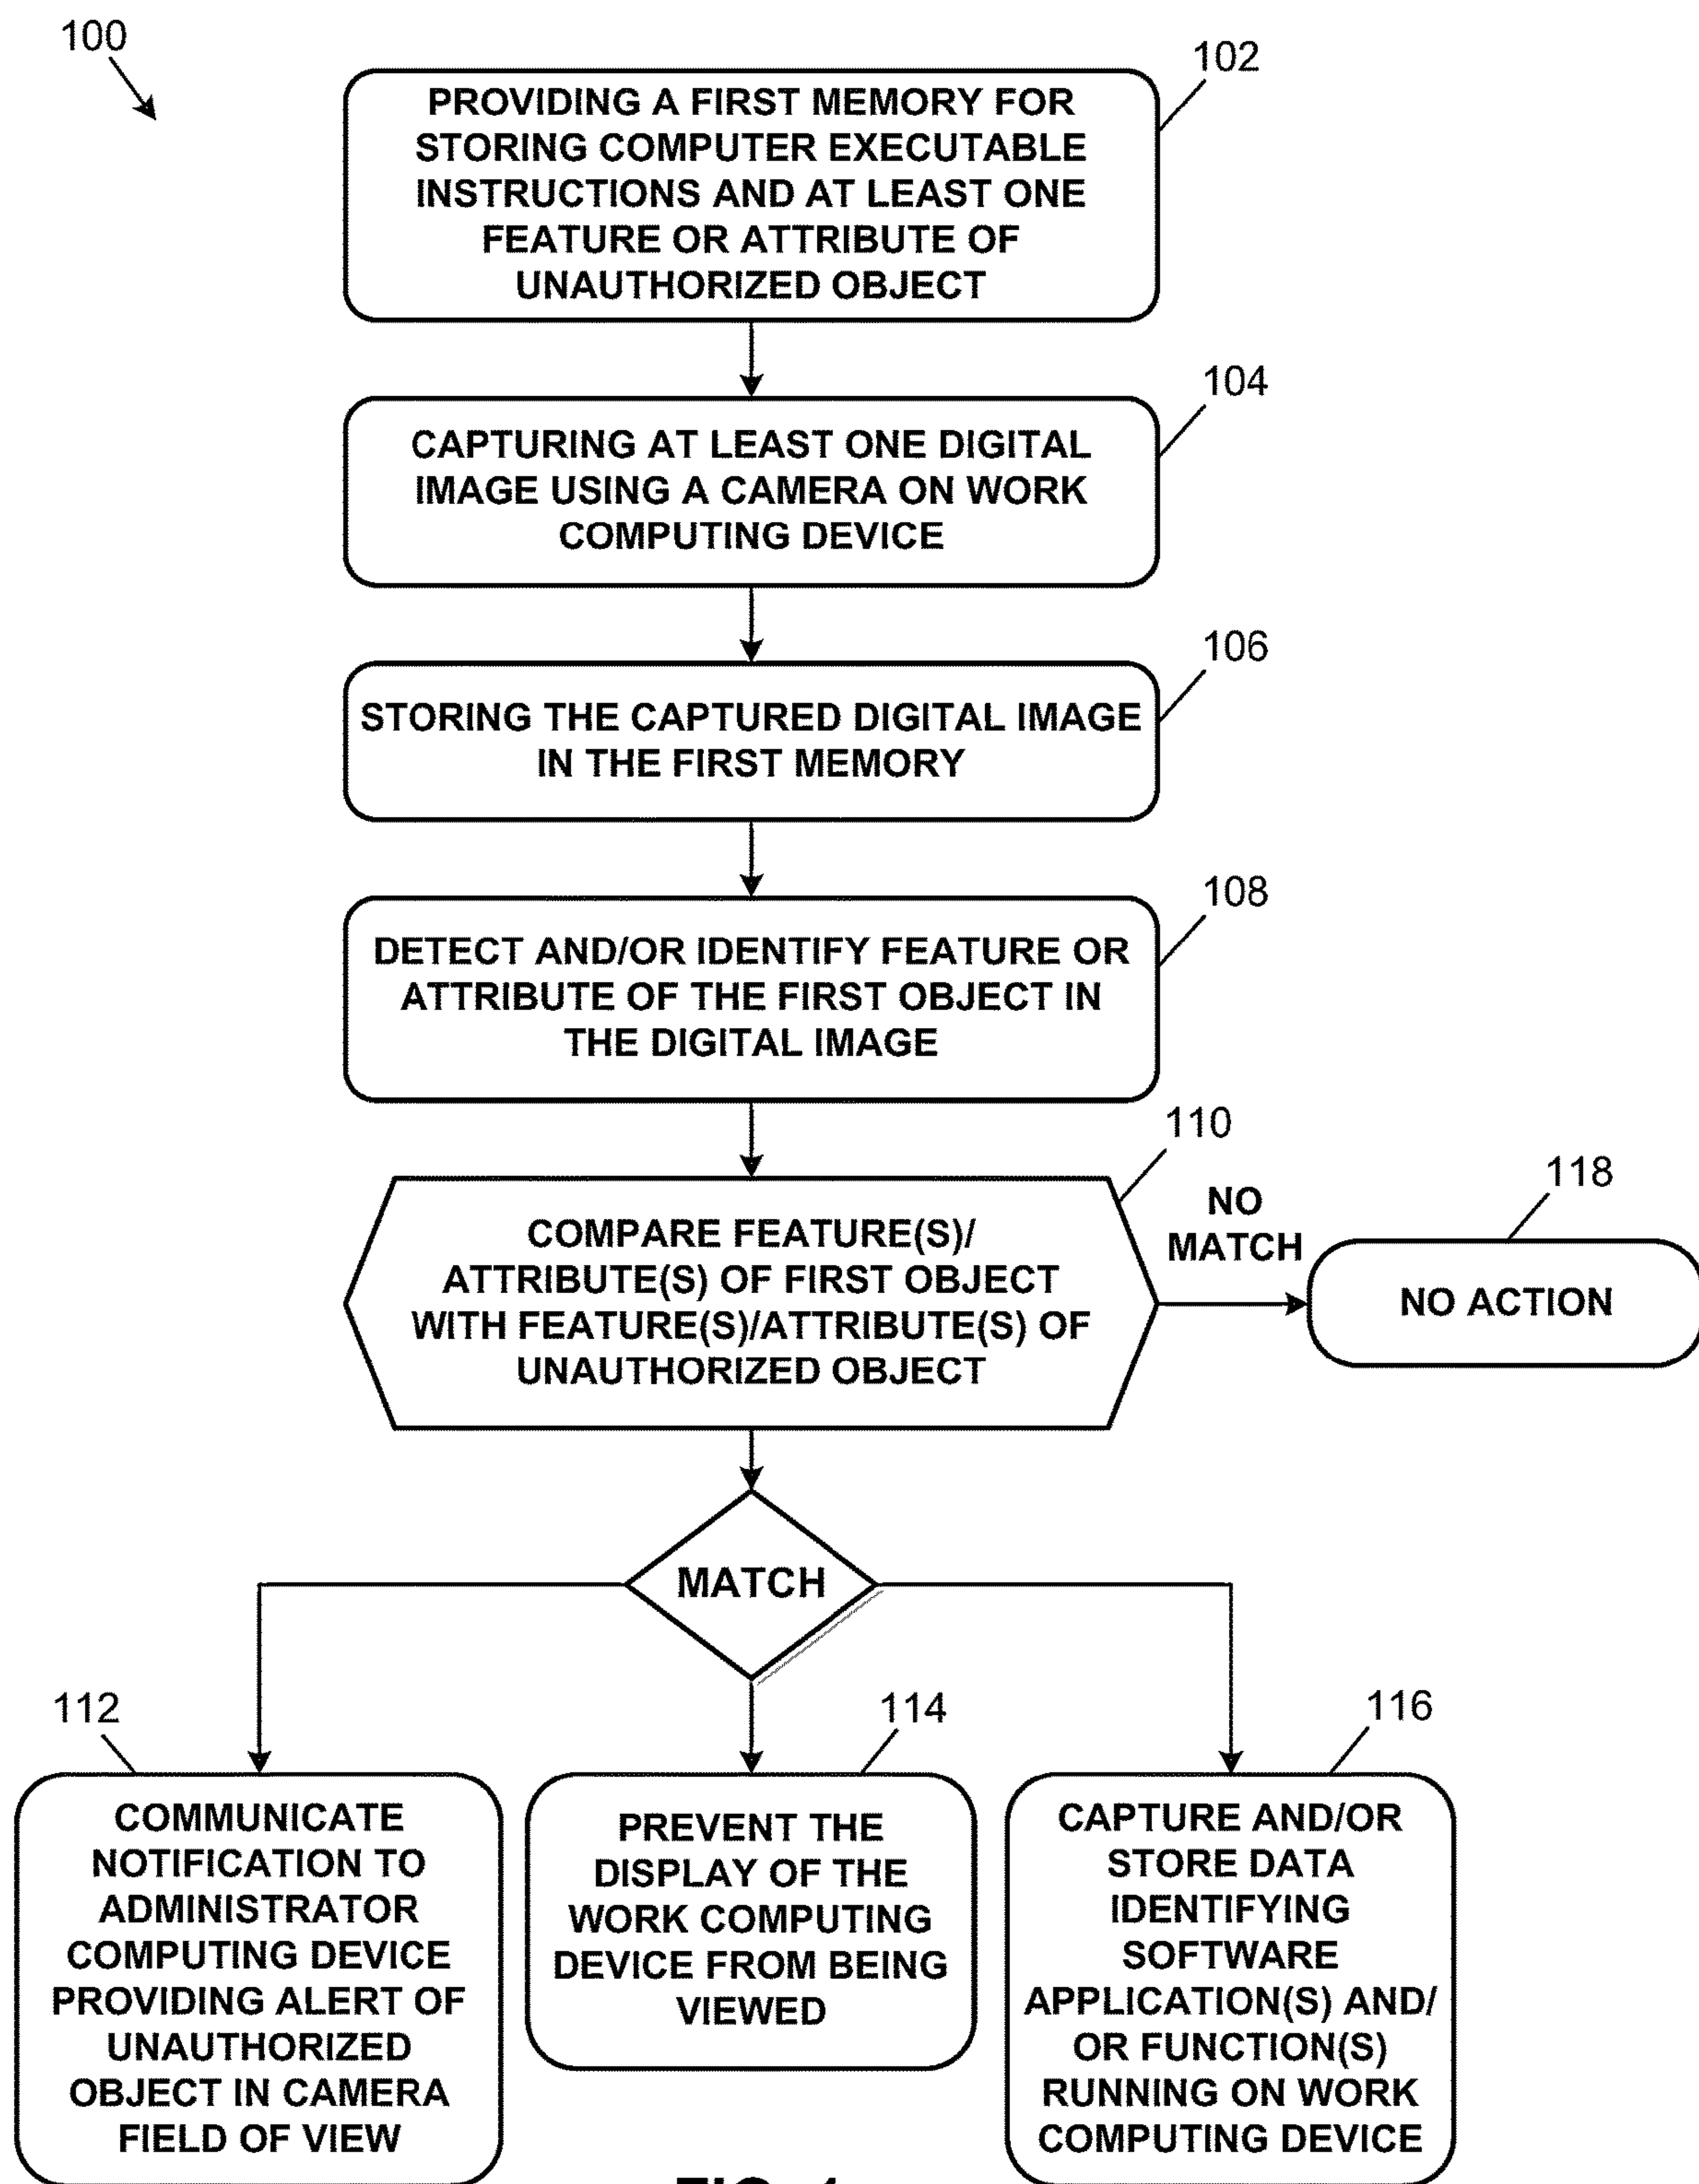 100
102
PROVIDING A FIRST MEMORY FOR
STORING COMPUTER EXECUTABLE
INSTRUCTIONS AND AT LEAST ONE
FEATURE OR ATTRIBUTE OF
UNAUTHORIZED OBJECT
104
CAPTURING AT LEAST ONE DIGITAL
IMAGE USING A CAMERA ON WORK
COMPUTING DEVICE
106
STORING THE CAPTURED DIGITAL IMAGE
IN THE FIRST MEMORY
108
DETECT AND/OR IDENTIFY FEATURE OR
ATTRIBUTE OF THE FIRST OBJECT IN
THE DIGITAL IMAGE
110
COMPARE FEATURE(S)/
ATTRIBUTE(S) OF FIRST OBJECT
WITH FEATURE(S)/ATTRIBUTE(S) OF
UNAUTHORIZED OBJECT
NO
MATCH
118
NO ACTION
MATCH
112
COMMUNICATE
NOTIFICATION TO
ADMINISTRATOR
COMPUTING DEVICE
PROVIDING ALERT OF
UNAUTHORIZED
OBJECT IN CAMERA
FIELD OF VIEW
114
PREVENT THE
DISPLAY OF THE
WORK COMPUTING
DEVICE FROM BEING
VIEWED
116
CAPTURE AND/OR
STORE DATA
IDENTIFYING
SOFTWARE
APPLICATION(S) AND/
OR FUNCTION(S)
RUNNING ON WORK
COMPUTING DEVICE